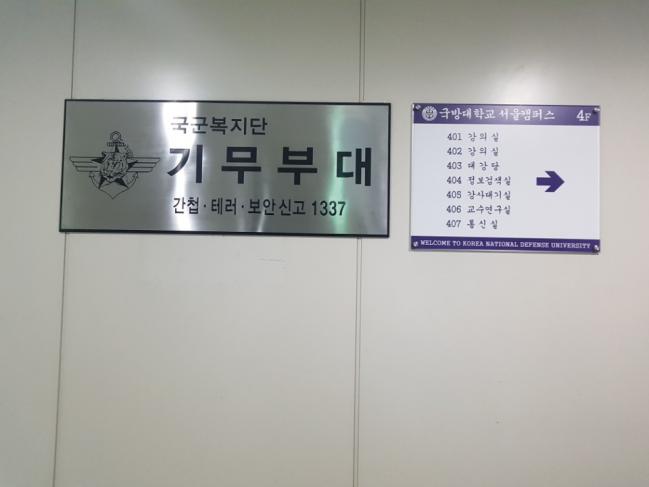 국군복지단
기무부대
간첩·테러·보안신고 1337
국방대학교 서울캠퍼스 4F
401 강의실
402 강의실
403 대강당
404 정보검색실
405 강사대기실
406 교수연구실
407 통신실
WELCOME TO KOREA NATIONAL DEFENSE UNIVERSITY